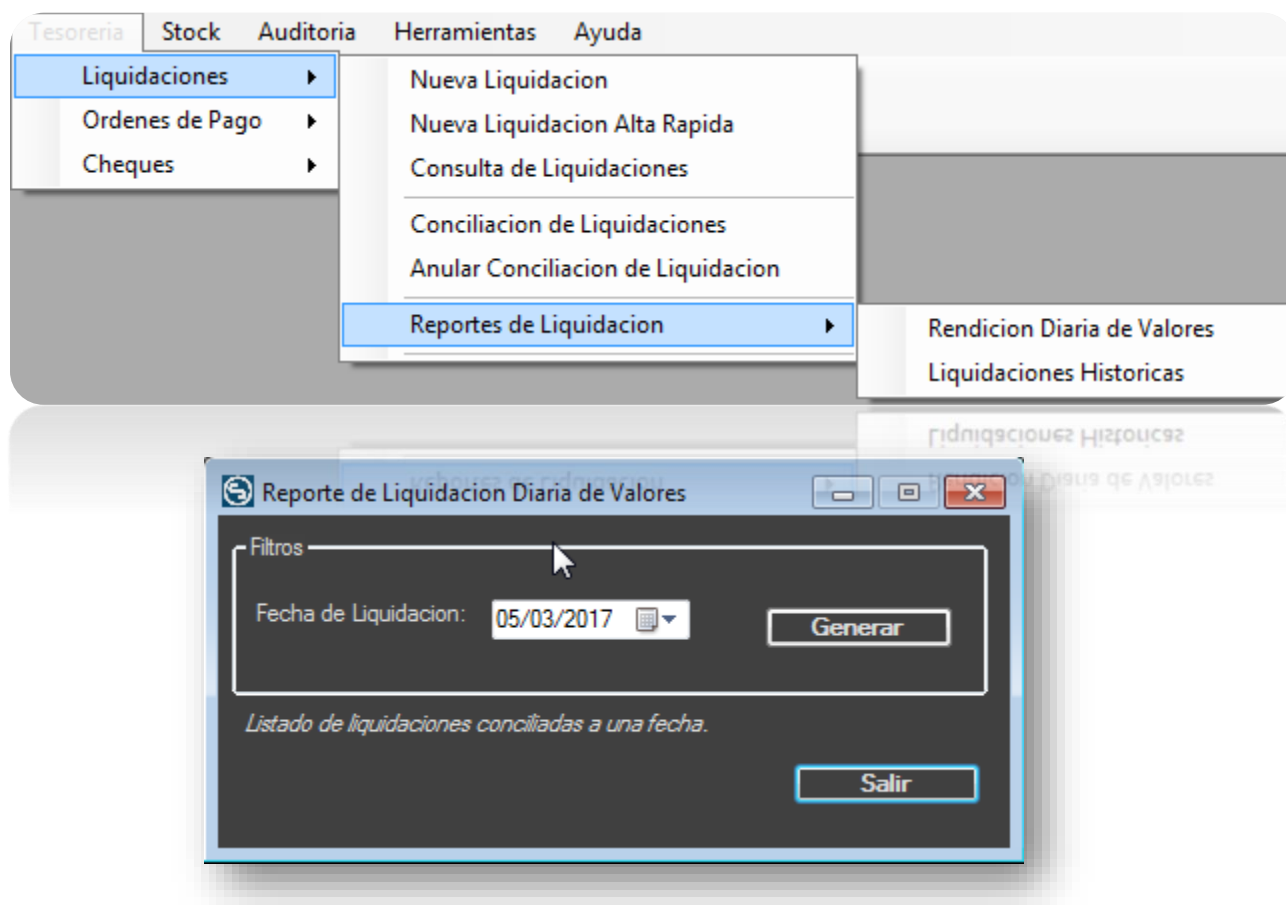 Tesoreria Stock Auditoria Herramientas Ayuda
Liquidaciones
Ordenes de Pago
Cheques
Nueva Liquidacion
Nueva Liquidacion Alta Rapida
Consulta de Liquidaciones
Conciliacion de Liquidaciones
Anular Conciliacion de Liquidacion
Reportes de Liquidacion
Rendicion Diaria de Valores
Liquidaciones Historicas
Reporte de Liquidacion Diaria de Valores
Filtros
Fecha de Liquidacion: 05/03/2017 Generar
Listado de liquidaciones conciliadas a una fecha.
Salir